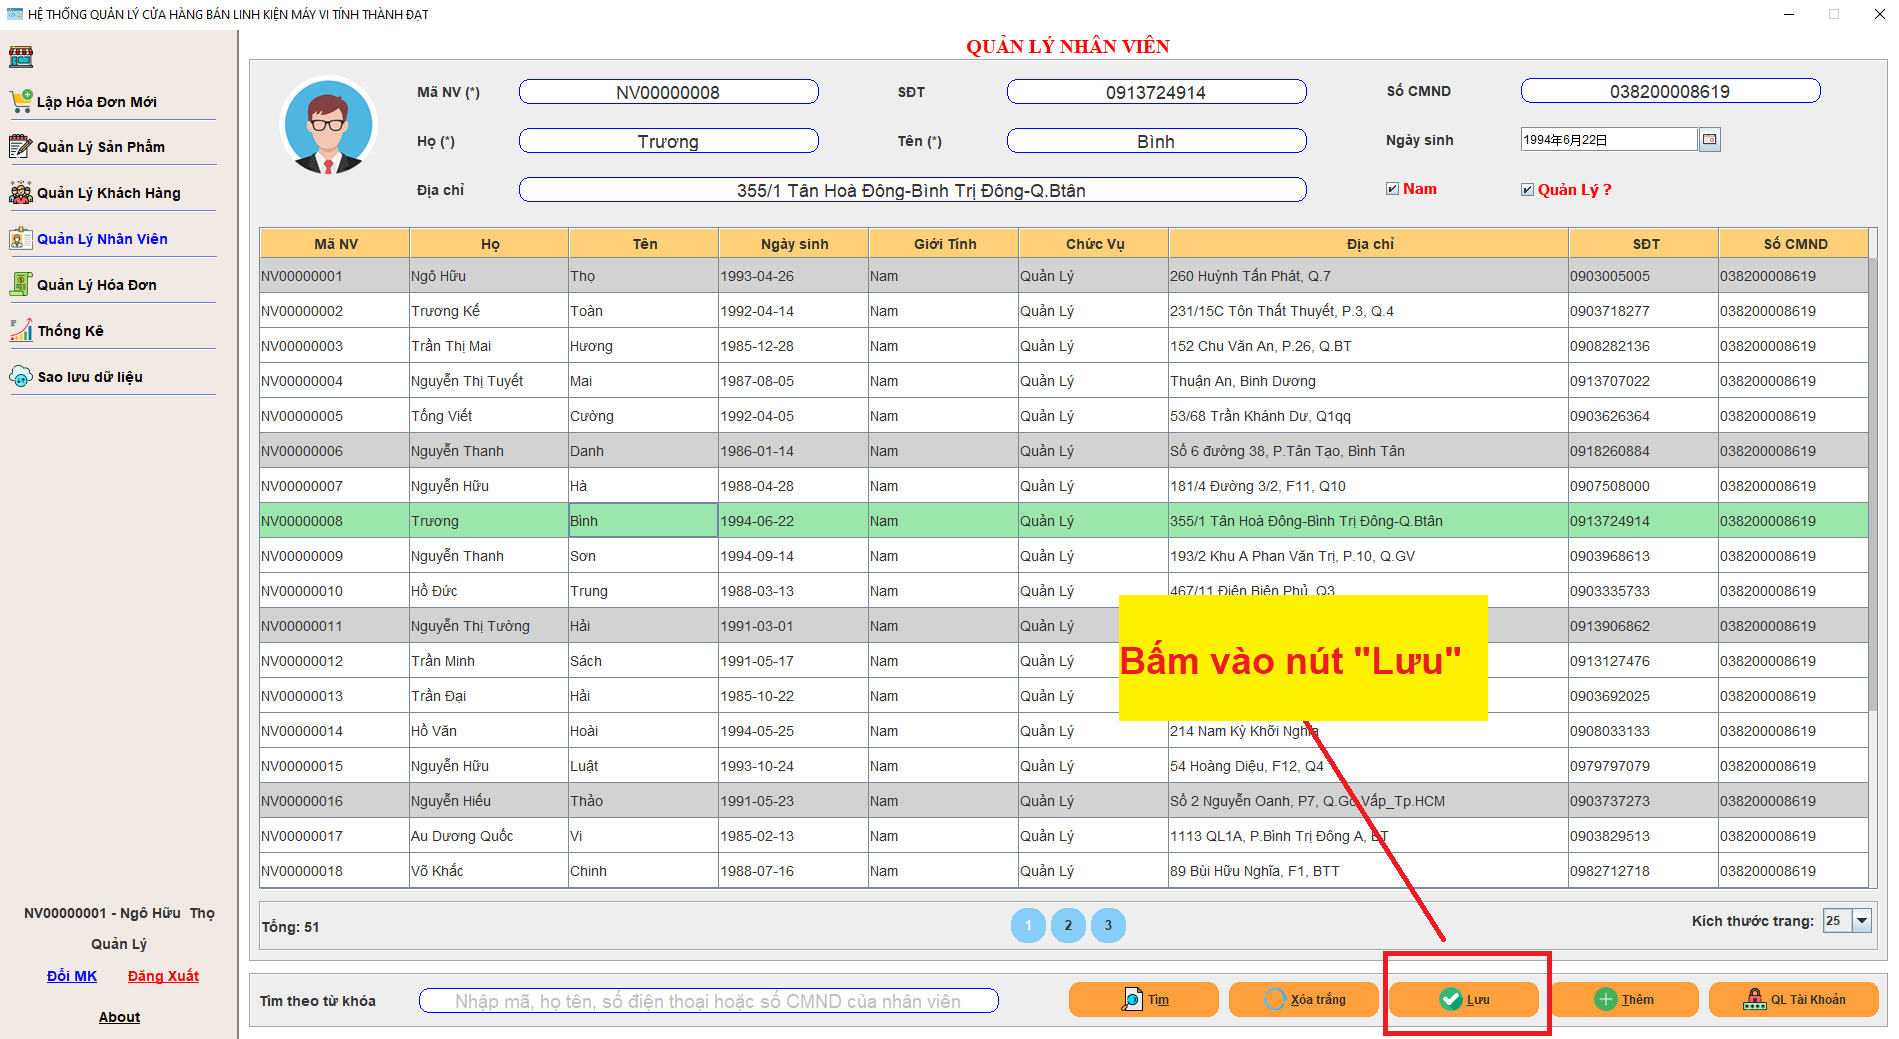 HỆ THỐNG QUẢN LÝ CỬA HÀNG BÁN LINH KIỆN MÁY VI TÍNH THÀNH ĐẠT
Lập Hóa Đơn Mới
Quản Lý Sản Phẩm
Quản Lý Khách Hàng
Quản Lý Nhân Viên
Quản Lý Hóa Đơn
Thống Kê
Sao lưu dữ liệu
NV00000001 - Ngô Hữu Thọ
Quản Lý
Đổi MK Đăng Xuất
About
QUẢN LÝ NHÂN VIÊN
Mã NV (*) NV00000008 SĐT 0913724914 Số CMND 038200008619
Họ (*) Trương Tên (*) Bình Ngày sinh 1994年6月22日
Địa chỉ 355/1 Tân Hoà Đông-Bình Trị Đông-Q.Btân Nam Quản Lý ?
Mã NV Họ Tên Ngày sinh Giới Tính Chức Vụ Địa chỉ SĐT Số CMND
NV00000001 Ngô Hữu Thọ 1993-04-26 Nam Quản Lý 260 Huỳnh Tấn Phát, Q.7 0903005005 038200008619
NV00000002 Trương Kế Toàn 1992-04-14 Nam Quản Lý 231/15C Tôn Thất Thuyết, P.3, Q.4 0903718277 038200008619
NV00000003 Trần Thị Mai Hương 1985-12-28 Nam Quản Lý 152 Chu Văn An, P.26, Q.BT 0908282136 038200008619
NV00000004 Nguyễn Thị Tuyết Mai 1987-08-05 Nam Quản Lý Thuận An, Bình Dương 0913707022 038200008619
NV00000005 Tống Viết Cường 1992-04-05 Nam Quản Lý 53/68 Trần Khánh Dư, Q1qq 0903626364 038200008619
NV00000006 Nguyễn Thanh Danh 1986-01-14 Nam Quản Lý Số 6 đường 38, P.Tân Tạo, Bình Tân 0918260884 038200008619
NV00000007 Nguyễn Hữu Hà 1988-04-28 Nam Quản Lý 181/4 Đường 3/2, F11, Q10 0907508000 038200008619
NV00000008 Trương Bình 1994-06-22 Nam Quản Lý 355/1 Tân Hoà Đông-Bình Trị Đông-Q.Btân 0913724914 038200008619
NV00000009 Nguyễn Thanh Sơn 1994-09-14 Nam Quản Lý 193/2 Khu A Phan Văn Trị, P.10, Q.GV 0903968613 038200008619
NV00000010 Hồ Đức Trung 1988-03-13 Nam Quản Lý 467/11 Điện Biên Phủ, Q3 0903335733 038200008619
NV00000011 Nguyễn Thị Tường Hải 1991-03-01 Nam Quản Lý 0913906862 038200008619
NV00000012 Trần Minh Sách 1991-05-17 Nam Quản Lý 0913127476 038200008619
NV00000013 Trần Đại Hải 1985-10-22 Nam Quản Lý 0903692025 038200008619
NV00000014 Hồ Văn Hoài 1994-05-25 Nam Quản Lý 214 Nam Kỳ Khởi Nghĩa 0908033133 038200008619
NV00000015 Nguyễn Hữu Luật 1993-10-24 Nam Quản Lý 54 Hoàng Diệu, F12, Q4 0979797079 038200008619
NV00000016 Nguyễn Hiếu Thảo 1991-05-23 Nam Quản Lý Số 2 Nguyễn Oanh, P7, Q.Gò Vấp_Tp.HCM 0903737273 038200008619
NV00000017 Au Dương Quốc Vi 1985-02-13 Nam Quản Lý 1113 QL1A, P.Bình Trị Đông A, BT 0903829513 038200008619
NV00000018 Võ Khắc Chinh 1988-07-16 Nam Quản Lý 89 Bùi Hữu Nghĩa, F1, BTT 0982712718 038200008619
Bấm vào nút "Lưu"
Tổng: 51 1 2 3 Kích thước trang: 25
Tìm theo từ khóa Nhập mã, họ tên, số điện thoại hoặc số CMND của nhân viên Tìm Xóa trắng Lưu Thêm QL Tài Khoản